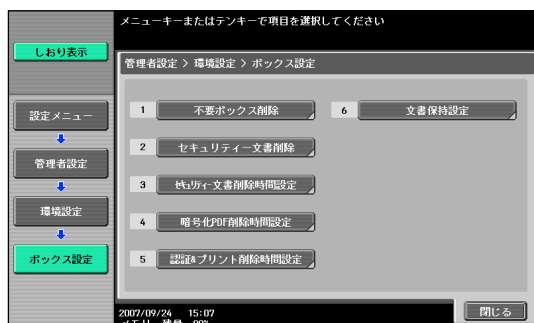 メニューキーまたはテンキーで項目を選択してください
しおり表示
管理者設定 > 環境設定 > ボックス設定
設定メニュー
管理者設定
環境設定
ボックス設定
1 不要ボックス削除
2 セキュリティー文書削除
3 ｾｷｭﾘﾃｨｰ文書削除時間設定
4 暗号化PDF削除時間設定
5 認証&プリント削除時間設定
6 文書保持設定
2007/09/24 15:07
閉じる